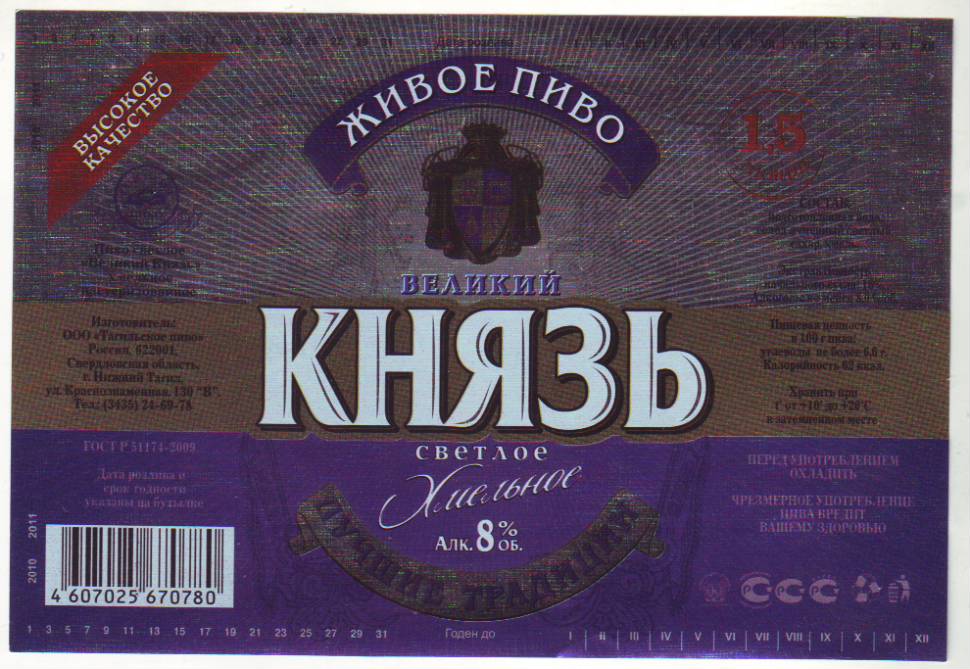 ВЫСОКОЕ
КАЧЕСТВО
ЖИВОЕ ПИВО
1,5
СОСТАВ:
Пиво светлое
«Великий Князь»
ВЕЛИКИЙ
КНЯЗЬ
Изготовитель:
ООО «Тагильское пиво»
Россия, 622001,
Свердловская область,
г. Нижний Тагил,
ул. Краснознаменная, 130 "В".
Тел.: (3435) 24-69-78
Пищевая ценность
в 100 г пива:
углеводы не более 6,6 г.
Калорийность 62 ккал.
Хранить при
t° от +10° до +20°С
в затемненном месте
ГОСТ Р 51174-2009
Дата розлива и
срок годности
указаны на бутылке
светлое
Хмельное
Алк. 8% об.
ЛУЧШИЕ ТРАДИЦИИ
ПЕРЕД УПОТРЕБЛЕНИЕМ
ОХЛАДИТЬ
ЧРЕЗМЕРНОЕ УПОТРЕБЛЕНИЕ
ПИВА ВРЕДИТ
ВАШЕМУ ЗДОРОВЬЮ
2010 2011
4 607025 670780
1 3 5 7 9 11 13 15 17 19 21 23 25 27 29 31 Годен до I II III IV V VI VII VIII IX X XI XII